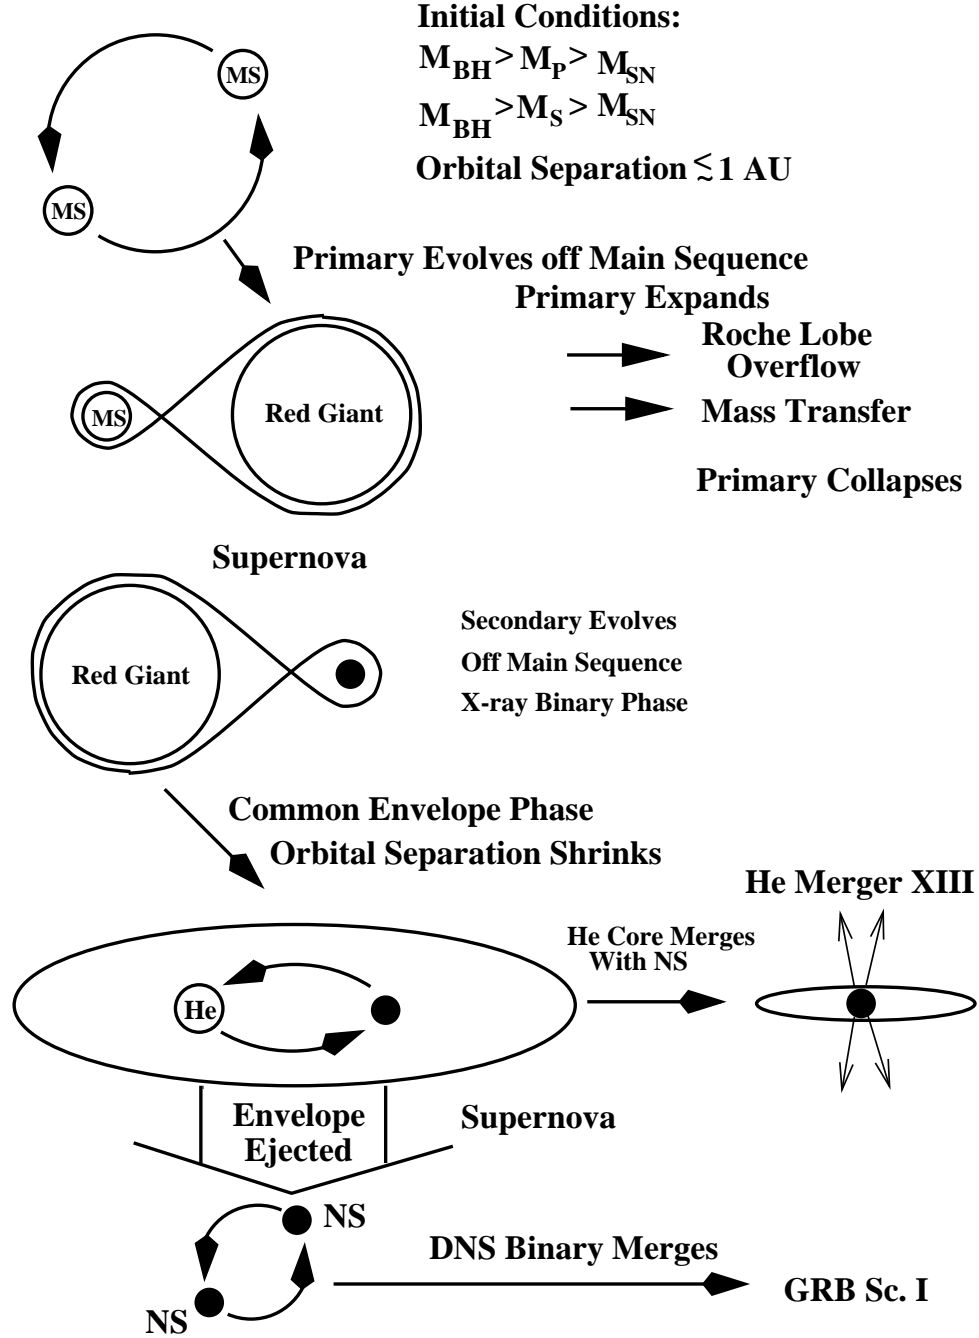 Initial Conditions:
M_BH > M_P > M_SN
M_BH > M_S > M_SN
Orbital Separation ≲ 1 AU
MS
MS
Primary Evolves off Main Sequence
Primary Expands
Roche Lobe
Overflow
Mass Transfer
MS
Red Giant
Primary Collapses
Supernova
Secondary Evolves
Off Main Sequence
X-ray Binary Phase
Red Giant
Common Envelope Phase
Orbital Separation Shrinks
He Merger XIII
He Core Merges
With NS
He
Envelope
Ejected
Supernova
NS
DNS Binary Merges
GRB Sc. I
NS